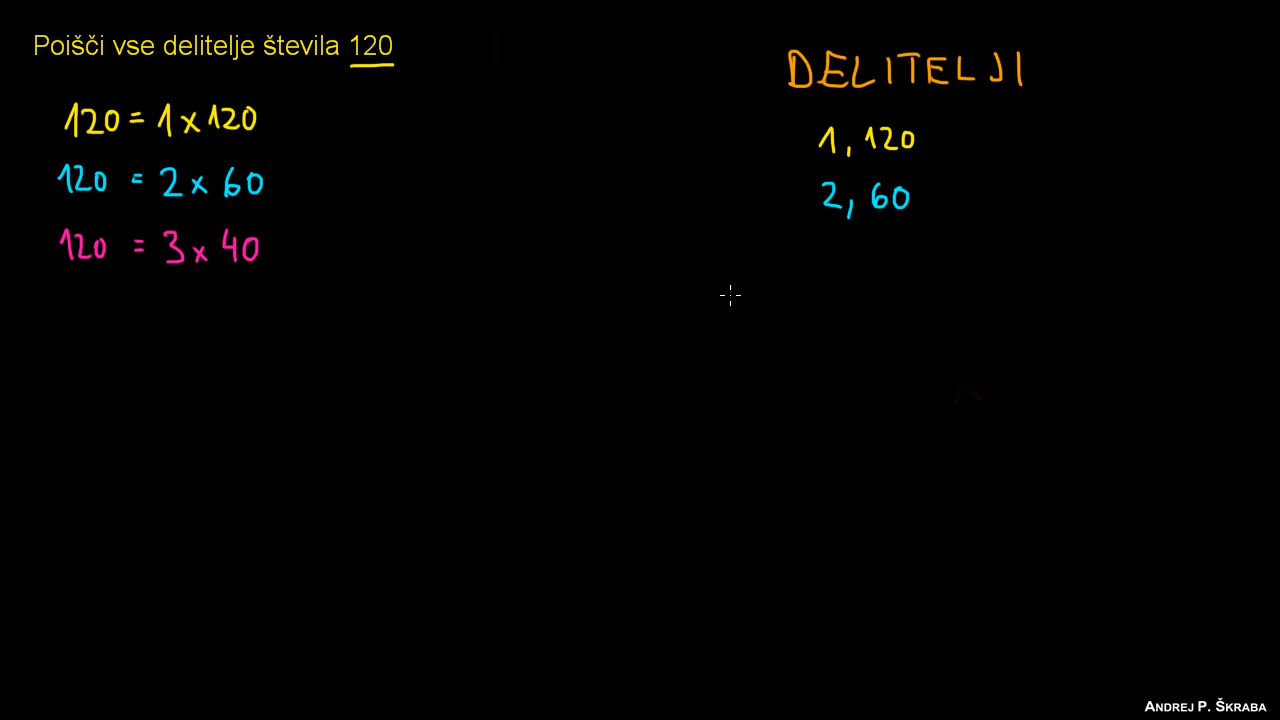 Poišči vse delitelje števila 120
DELITELJI
120 = 1 x 120
1, 120
120 = 2 x 60
2, 60
120 = 3 x 40
ANDREJ P. ŠKRABA